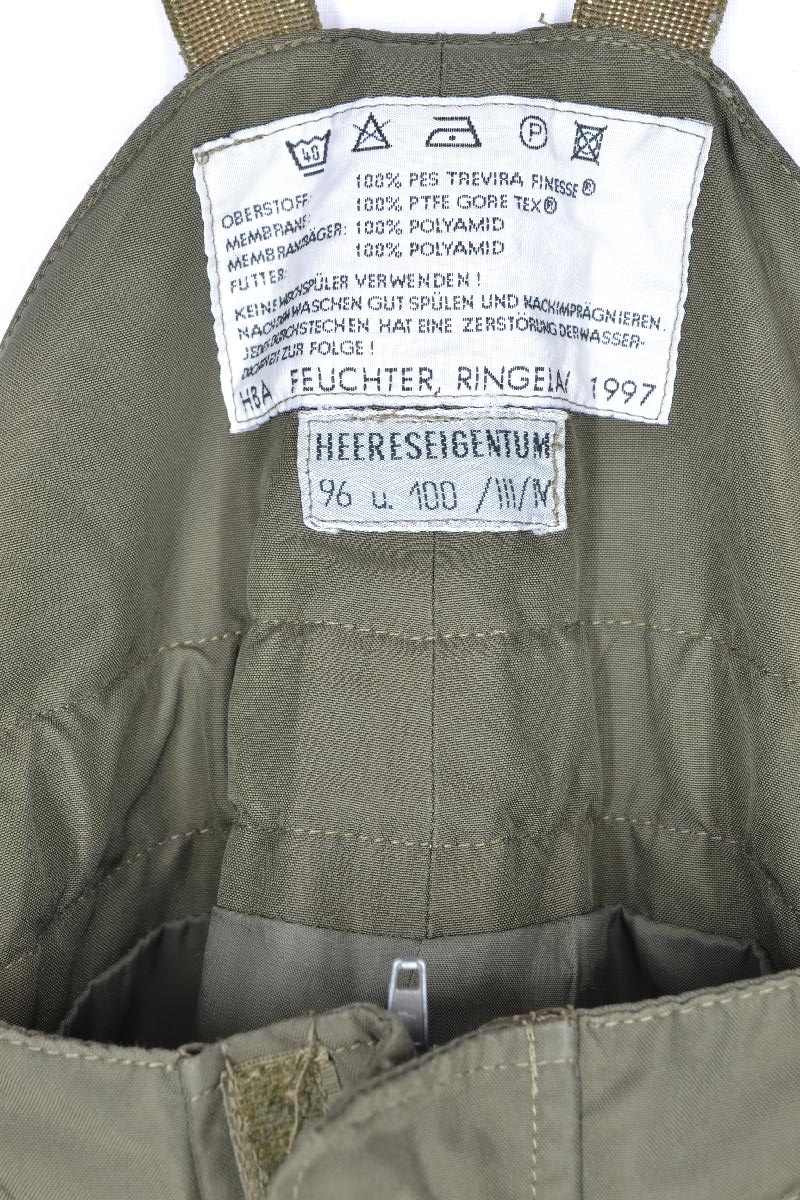 40 P
OBERSTOFF: 100% PES TREVIRA FINESSE®
MEMBRANE: 100% PTFE GORE TEX®
MEMBRANTRÄGER: 100% POLYAMID
FUTTER: 100% POLYAMID
KEINE WEICHSPÜLER VERWENDEN !
NACH DEM WASCHEN GUT SPÜLEN UND NACHIMPRÄGNIEREN.
JEDES DURCHSTECHEN HAT EINE ZERSTÖRUNG DER WASSER-
ZUR FOLGE !
HBA FEUCHTER, RINGELAI 1997
HEERESEIGENTUM
96 u. 100 /III/IV